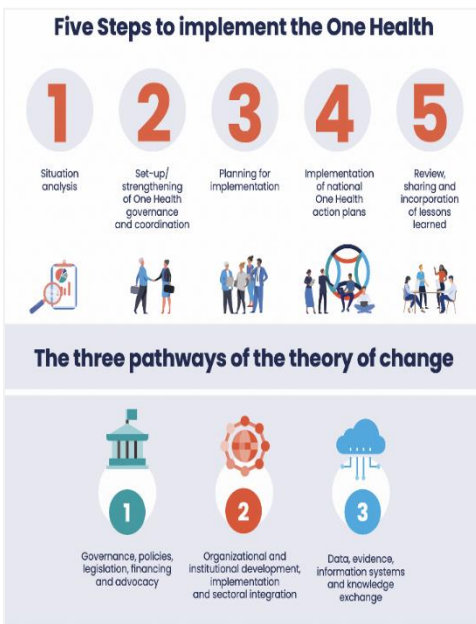 Five Steps to implement the One Health
1
2
3
4
5
Situation
analysis
Set-up/
strengthening
of One Health
governance
and coordination
Planning for
implementation
Implementation
of national
One Health
action plans
Review,
sharing and
incorporation
of lessons
learned
The three pathways of the theory of change
1
Governance, policies,
legislation, financing
and advocacy
2
Organizational and
institutional development,
implementation
and sectoral integration
3
Data, evidence,
information systems
and knowledge
exchange